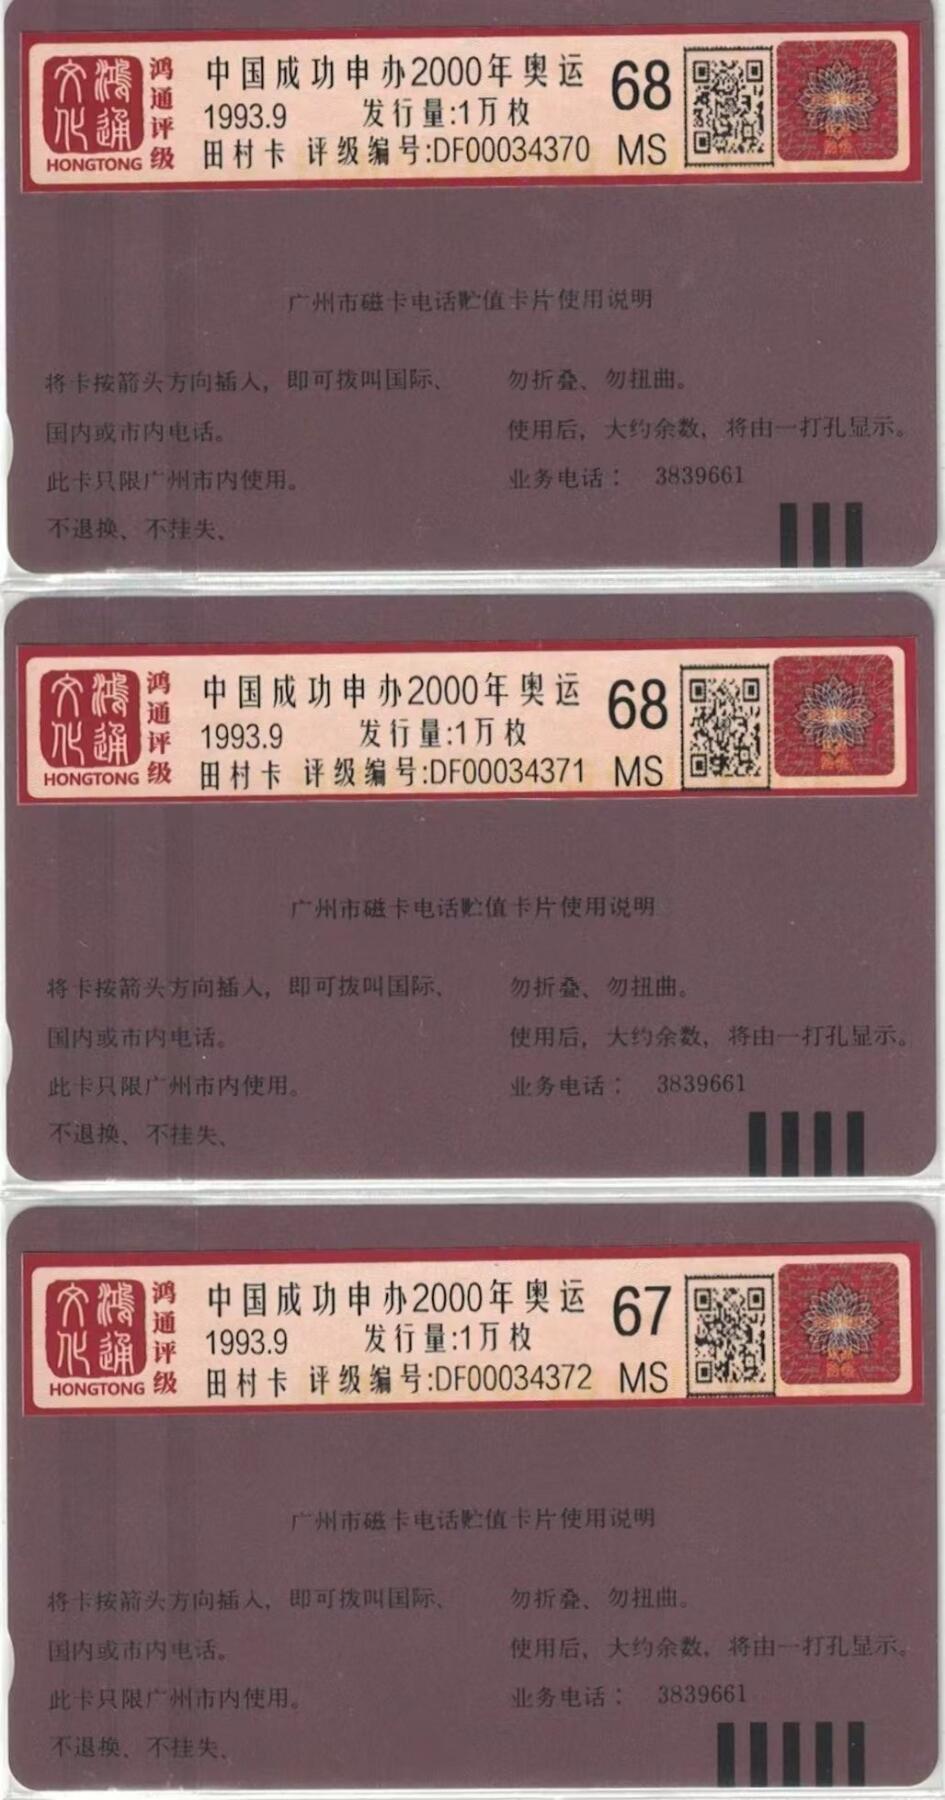 鸿通文化
HONGTONG
鸿通评级
中国成功申办2000年奥运
1993.9 发行量:1万枚
田村卡 评级编号:DF00034370
68
MS
广州市磁卡电话贮值卡片使用说明
将卡按箭头方向插入，即可拨叫国际、
国内或市内电话。
此卡只限广州市内使用。
不退换、不挂失、
勿折叠、勿扭曲。
使用后，大约余数，将由一打孔显示。
业务电话： 3839661
鸿通文化
HONGTONG
鸿通评级
中国成功申办2000年奥运
1993.9 发行量:1万枚
田村卡 评级编号:DF00034371
68
MS
广州市磁卡电话贮值卡片使用说明
将卡按箭头方向插入，即可拨叫国际、
国内或市内电话。
此卡只限广州市内使用。
不退换、不挂失、
勿折叠、勿扭曲。
使用后，大约余数，将由一打孔显示。
业务电话： 3839661
鸿通文化
HONGTONG
鸿通评级
中国成功申办2000年奥运
1993.9 发行量:1万枚
田村卡 评级编号:DF00034372
67
MS
广州市磁卡电话贮值卡片使用说明
将卡按箭头方向插入，即可拨叫国际、
国内或市内电话。
此卡只限广州市内使用。
不退换、不挂失、
勿折叠、勿扭曲。
使用后，大约余数，将由一打孔显示。
业务电话： 3839661